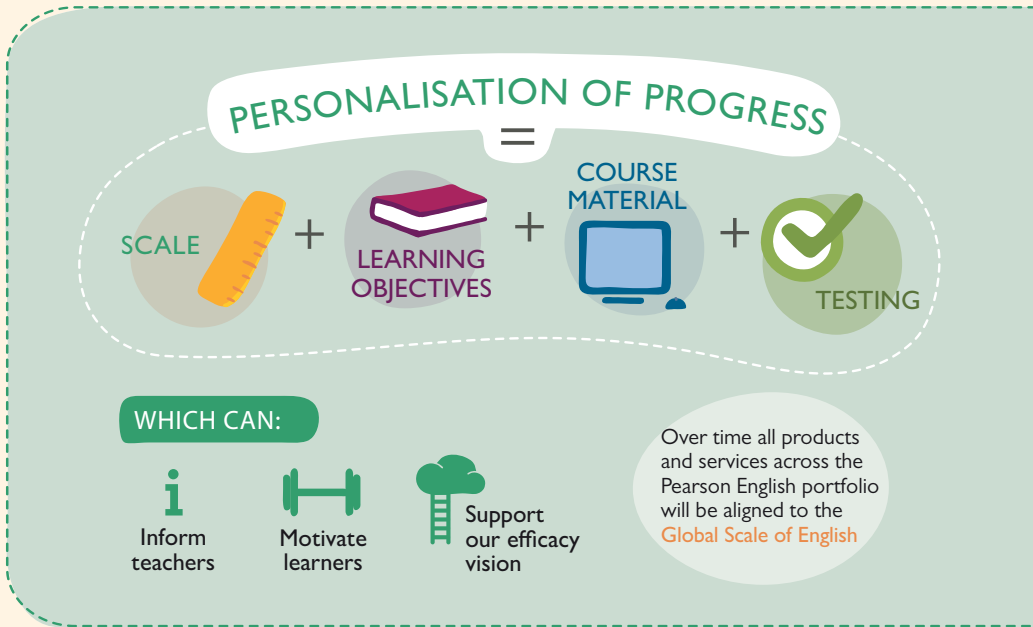 PERSONALISATION OF PROGRESS
=
SCALE
+
LEARNING
OBJECTIVES
+
COURSE
MATERIAL
+
TESTING
WHICH CAN:
Inform
teachers
Motivate
learners
Support
our efficacy
vision
Over time all products
and services across the
Pearson English portfolio
will be aligned to the
Global Scale of English